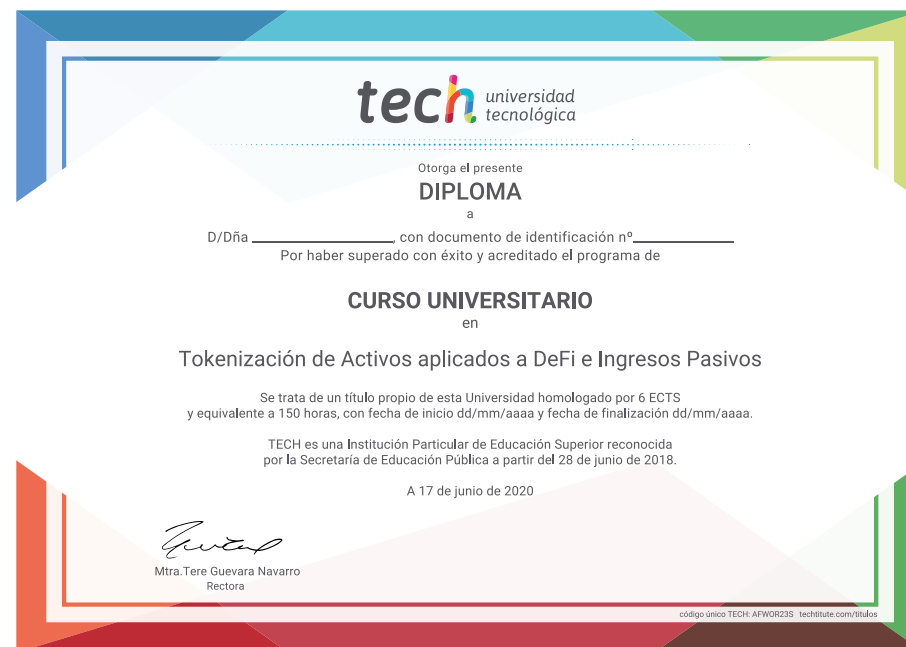 tech universidad
tecnológica
Otorga el presente
DIPLOMA
a
D/Dña ________________, con documento de identificación nº____________
Por haber superado con éxito y acreditado el programa de
CURSO UNIVERSITARIO
en
Tokenización de Activos aplicados a DeFi e Ingresos Pasivos
Se trata de un título propio de esta Universidad homologado por 6 ECTS
y equivalente a 150 horas, con fecha de inicio dd/mm/aaaa y fecha de finalización dd/mm/aaaa.
TECH es una Institución Particular de Educación Superior reconocida
por la Secretaría de Educación Pública a partir del 28 de junio de 2018.
A 17 de junio de 2020
Mtra.Tere Guevara Navarro
Rectora
código único TECH: AFWOR23S techtitute.com/titulos